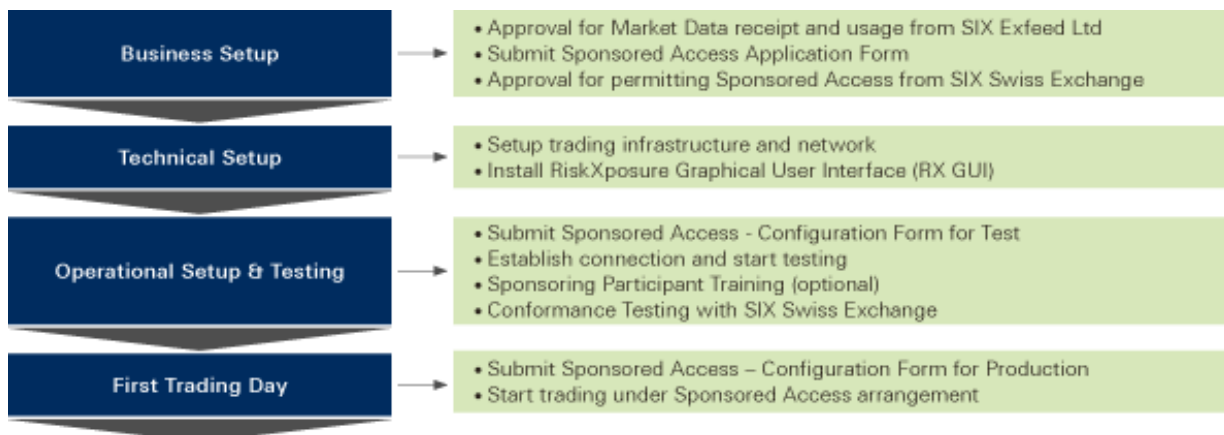 Business Setup
• Approval for Market Data receipt and usage from SIX Exfeed Ltd
• Submit Sponsored Access Application Form
• Approval for permitting Sponsored Access from SIX Swiss Exchange
Technical Setup
• Setup trading infrastructure and network
• Install RiskXposure Graphical User Interface (RX GUI)
Operational Setup & Testing
• Submit Sponsored Access - Configuration Form for Test
• Establish connection and start testing
• Sponsoring Participant Training (optional)
• Conformance Testing with SIX Swiss Exchange
First Trading Day
• Submit Sponsored Access – Configuration Form for Production
• Start trading under Sponsored Access arrangement